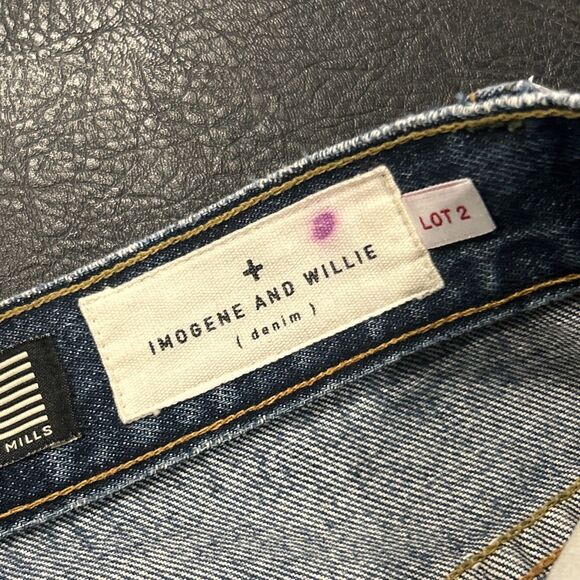 +
IMOGENE AND WILLIE
( denim )
LOT 2
MILLS